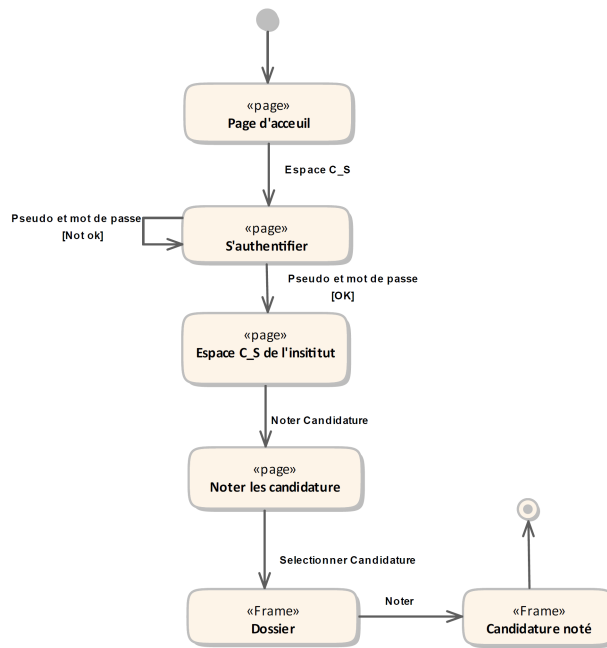 «page»
Page d'acceuil
Espace C_S
Pseudo et mot de passe
[Not ok]
«page»
S'authentifier
Pseudo et mot de passe
[OK]
«page»
Espace C_S de l'insititut
Noter Candidature
«page»
Noter les candidature
Selectionner Candidature
«Frame»
Dossier
Noter
«Frame»
Candidature noté